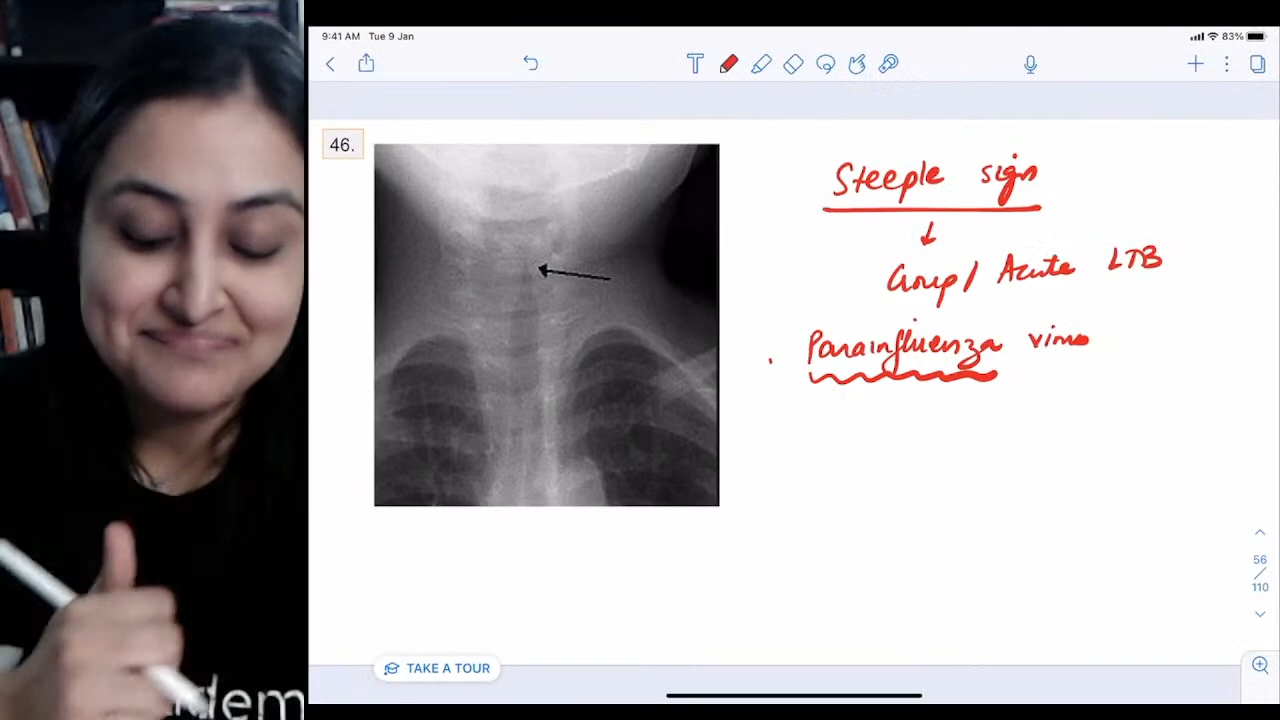 9:41 AM Tue 9 Jan
83%
T
46.
Steeple sign
Croup/ Acute LTB
Parainfluenza virus
56
110
TAKE A TOUR
dem